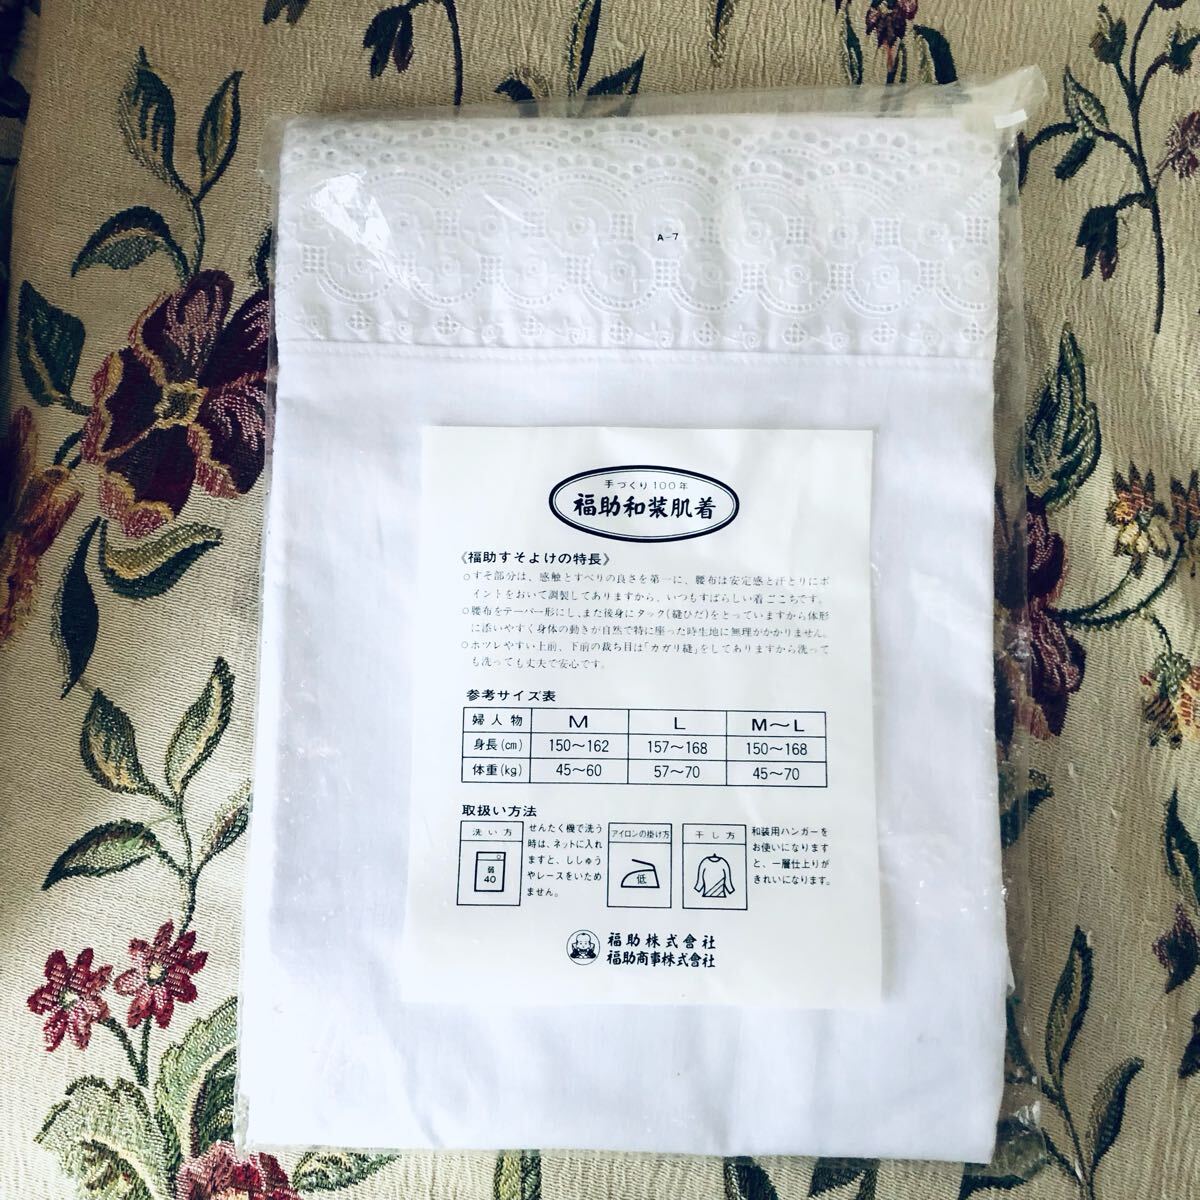 A-7
手づくり100年
福助和装肌着
《福助すそよけの特長》
○すそ部分は、感触とすべりの良さを第一に、腰布は安定感と汗とりにポ
イントをおいて調製してありますから、いつもすばらしい着ごこちです。
○腰布をテーパー形にし、また後身にタック(縫ひだ)をとっていますから体形
に添いやすく身体の動きが自然で特に座った時生地に無理がかかりません。
○ホツレやすい上前、下前の裁ち目は「カガリ縫」をしてありますから洗って
も洗っても丈夫で安心です。
参考サイズ表
婦人物 M L M〜L
身長(cm) 150〜162 157〜168 150〜168
体重(kg) 45〜60 57〜70 45〜70
取扱い方法
洗い方
弱
40
せんたく機で洗う
時は、ネットに入れ
ますと、ししゅう
やレースをいため
ません。
アイロンの掛け方
低
干し方
和装用ハンガーを
お使いになります
と、一層仕上りが
きれいになります。
福助株式會社
福助商事株式會社